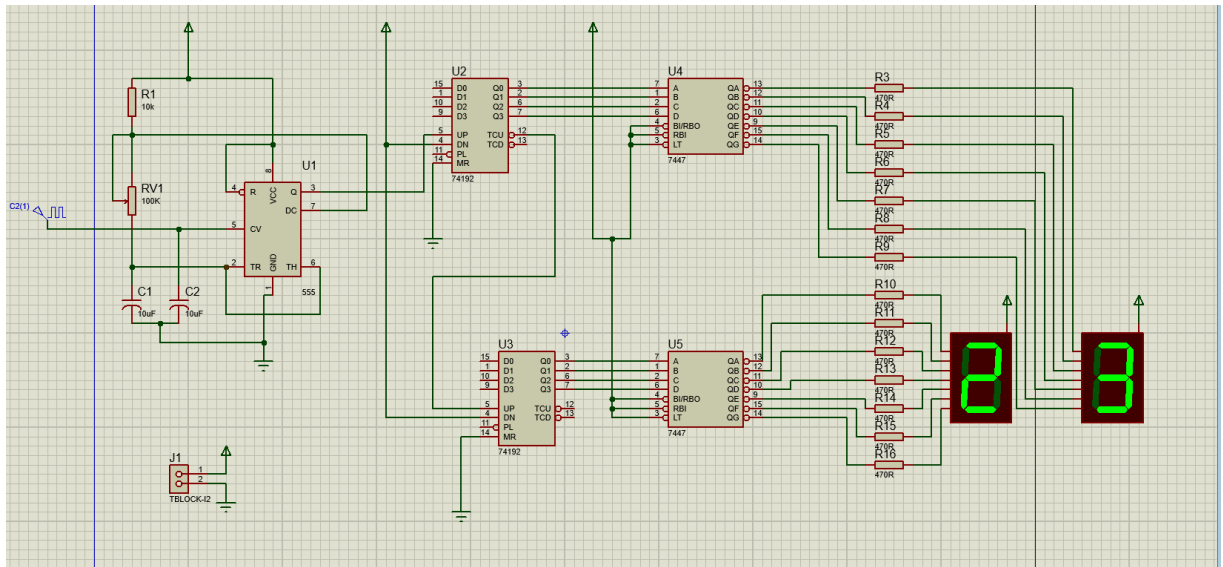 R1
10k
RV1
100K
C2(1)
C1
10uF
C2
10uF
U1
4
R
VCC
8
Q
3
DC
7
5
CV
2
TR
GND
1
TH
6
555
U2
15
D0
Q0
3
1
D1
Q1
2
10
D2
Q2
6
9
D3
Q3
7
5
UP
TCU
12
4
DN
TCD
13
11
PL
14
MR
74192
U4
7
A
QA
13
1
B
QB
12
2
C
QC
11
6
D
QD
10
4
BI/RBO
QE
9
5
RBI
QF
15
3
LT
QG
14
7447
R3
470R
R4
470R
R5
470R
R6
470R
R7
470R
R8
470R
R9
470R
U3
15
D0
Q0
3
1
D1
Q1
2
10
D2
Q2
6
9
D3
Q3
7
5
UP
TCU
12
4
DN
TCD
13
11
PL
14
MR
74192
U5
7
A
QA
13
1
B
QB
12
2
C
QC
11
6
D
QD
10
4
BI/RBO
QE
9
5
RBI
QF
15
3
LT
QG
14
7447
R10
470R
R11
470R
R12
470R
R13
470R
R14
470R
R15
470R
R16
470R
2
3
J1
1
2
TBLOCK-I2